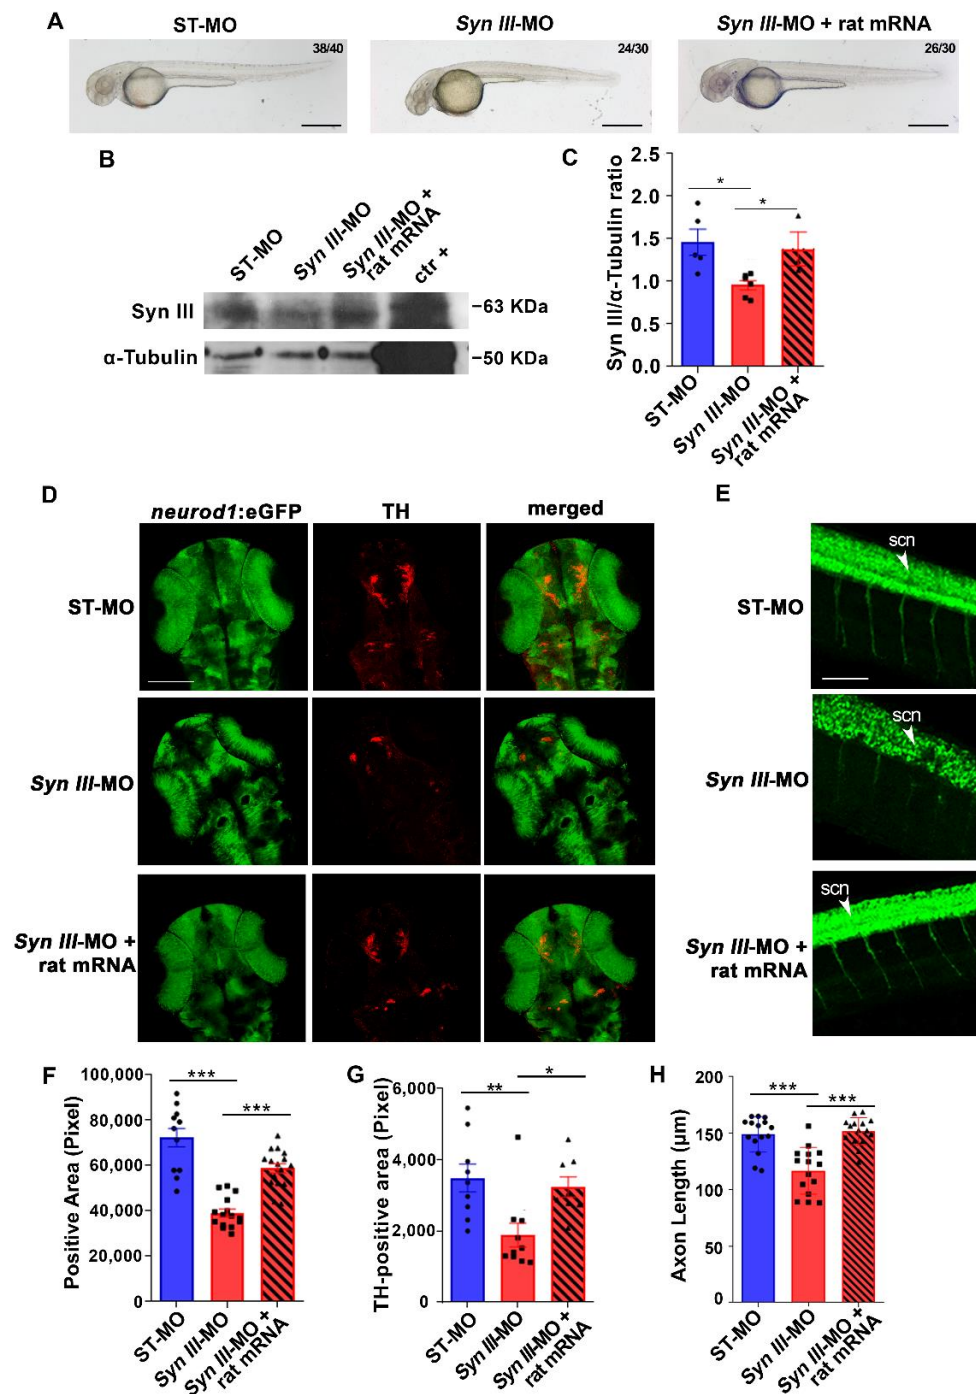 A
ST-MO
Syn III-MO
Syn III-MO + rat mRNA
38/40
24/30
26/30
B
ST-MO
Syn III-MO
Syn III-MO +
rat mRNA
ctr +
Syn III
–63 KDa
α-Tubulin
–50 KDa
C
Syn III/α-Tubulin ratio
2.5
2.0
1.5
1.0
0.5
0.0
*
*
ST-MO
Syn III-MO
Syn III-MO +
rat mRNA
D
neurod1:eGFP
TH
merged
ST-MO
Syn III-MO
Syn III-MO +
rat mRNA
E
ST-MO
scn
Syn III-MO
scn
Syn III-MO +
rat mRNA
scn
F
Positive Area (Pixel)
100,000
80,000
60,000
40,000
20,000
0
***
***
ST-MO
Syn III-MO
Syn III-MO +
rat mRNA
G
TH-positive area (Pixel)
6,000
4,000
2,000
0
**
*
ST-MO
Syn III-MO
Syn III-MO +
rat mRNA
H
Axon Length (µm)
200
150
100
50
0
***
***
ST-MO
Syn III-MO
Syn III-MO +
rat mRNA